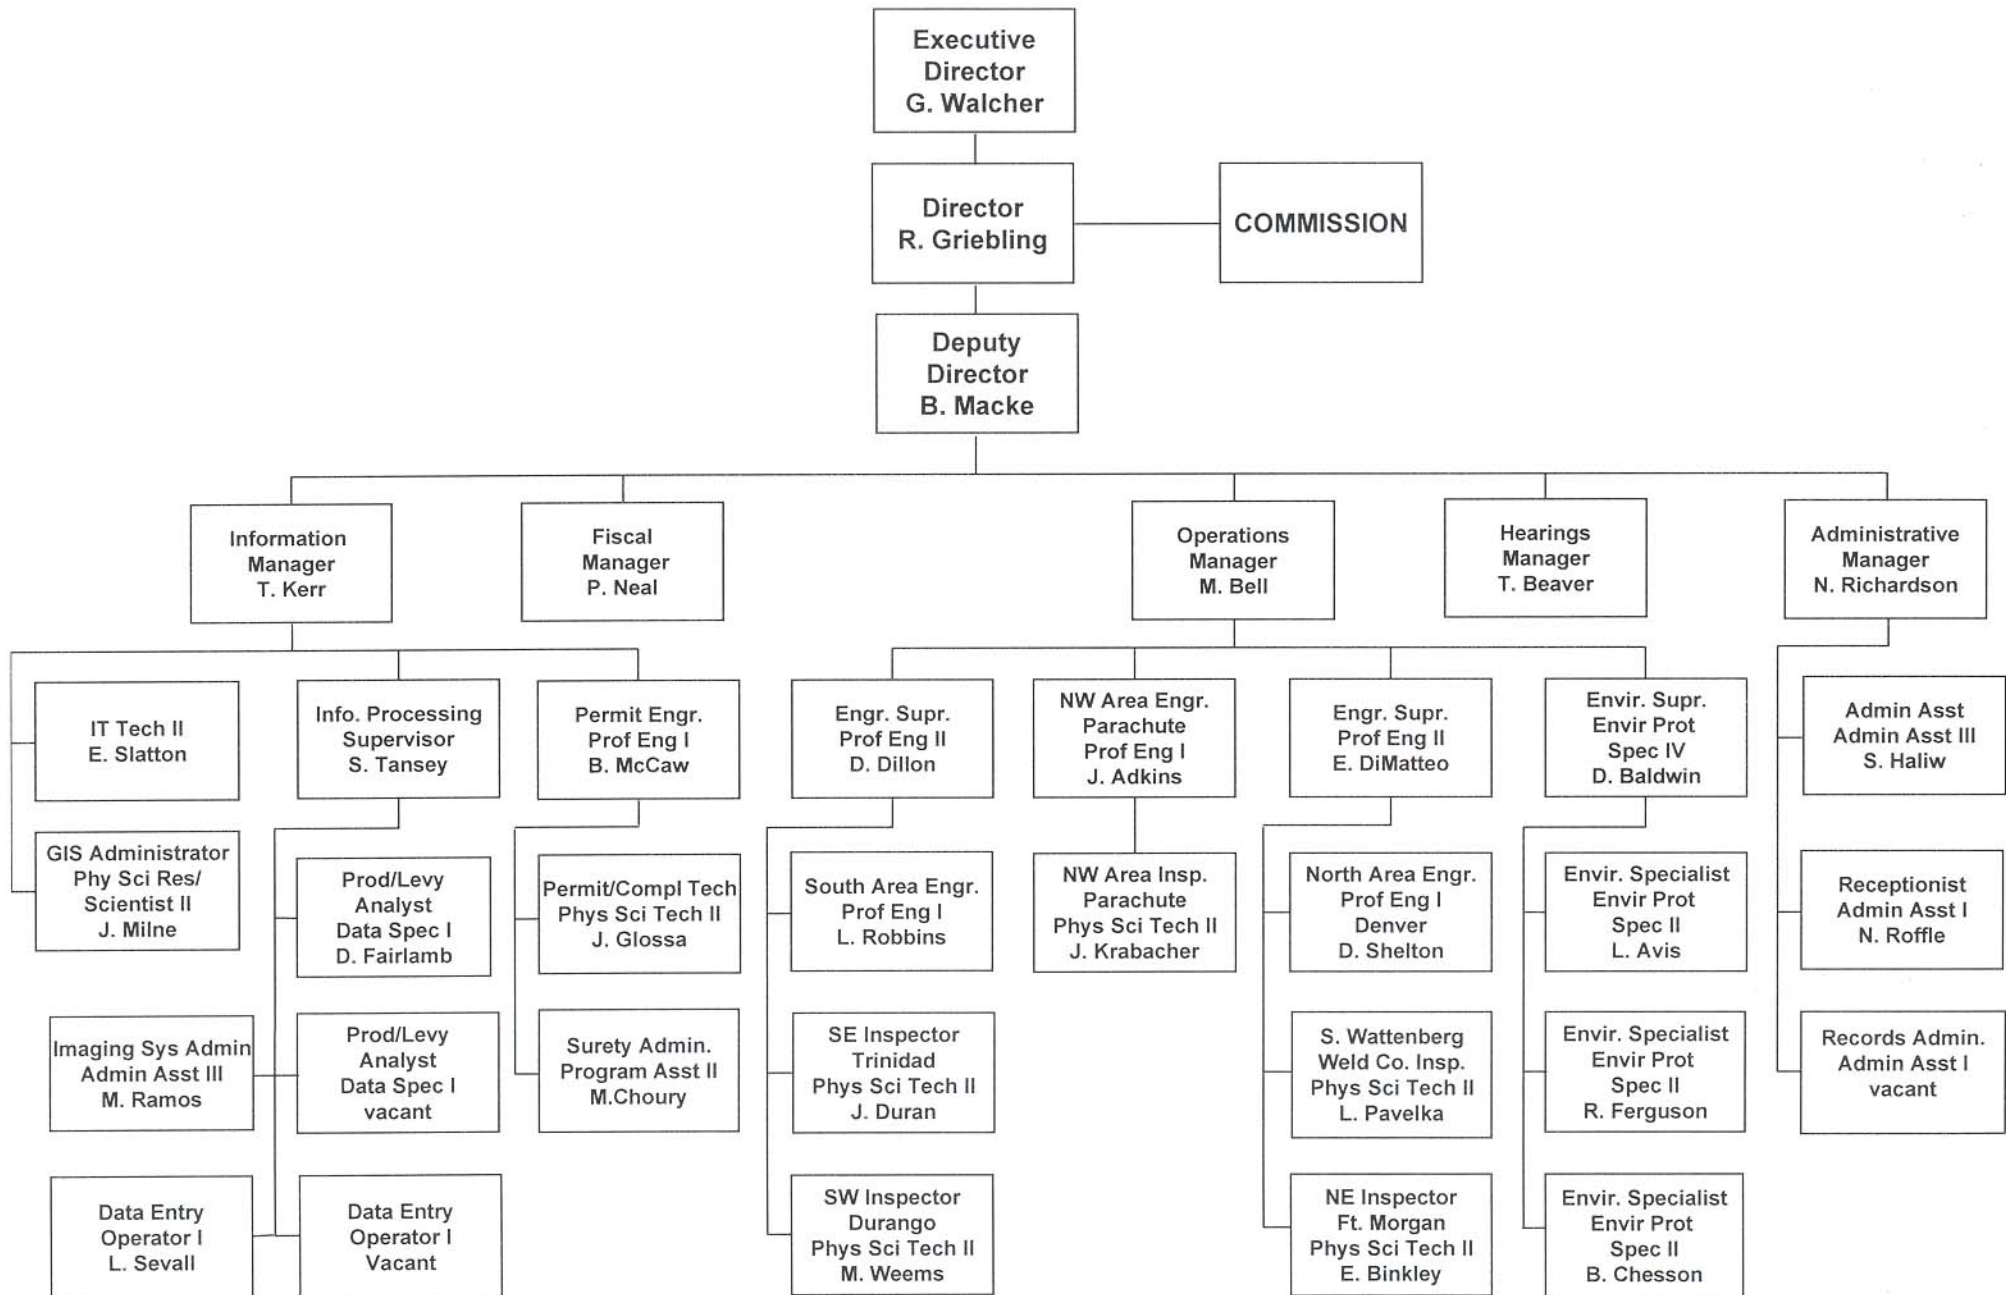 Executive
Director
G. Walcher
Director
R. Griebling
COMMISSION
Deputy
Director
B. Macke
Information
Manager
T. Kerr
Fiscal
Manager
P. Neal
Operations
Manager
M. Bell
Hearings
Manager
T. Beaver
Administrative
Manager
N. Richardson
IT Tech II
E. Slatton
Info. Processing
Supervisor
S. Tansey
Permit Engr.
Prof Eng I
B. McCaw
Engr. Supr.
Prof Eng II
D. Dillon
NW Area Engr.
Parachute
Prof Eng I
J. Adkins
Engr. Supr.
Prof Eng II
E. DiMatteo
Envir. Supr.
Envir Prot
Spec IV
D. Baldwin
Admin Asst
Admin Asst III
S. Haliw
GIS Administrator
Phy Sci Res/
Scientist II
J. Milne
Prod/Levy
Analyst
Data Spec I
D. Fairlamb
Permit/Compl Tech
Phys Sci Tech II
J. Glossa
South Area Engr.
Prof Eng I
L. Robbins
NW Area Insp.
Parachute
Phys Sci Tech II
J. Krabacher
North Area Engr.
Prof Eng I
Denver
D. Shelton
Envir. Specialist
Envir Prot
Spec II
L. Avis
Receptionist
Admin Asst I
N. Roffle
Imaging Sys Admin
Admin Asst III
M. Ramos
Prod/Levy
Analyst
Data Spec I
vacant
Surety Admin.
Program Asst II
M.Choury
SE Inspector
Trinidad
Phys Sci Tech II
J. Duran
S. Wattenberg
Weld Co. Insp.
Phys Sci Tech II
L. Pavelka
Envir. Specialist
Envir Prot
Spec II
R. Ferguson
Records Admin.
Admin Asst I
vacant
Data Entry
Operator I
L. Sevall
Data Entry
Operator I
Vacant
SW Inspector
Durango
Phys Sci Tech II
M. Weems
NE Inspector
Ft. Morgan
Phys Sci Tech II
E. Binkley
Envir. Specialist
Envir Prot
Spec II
B. Chesson